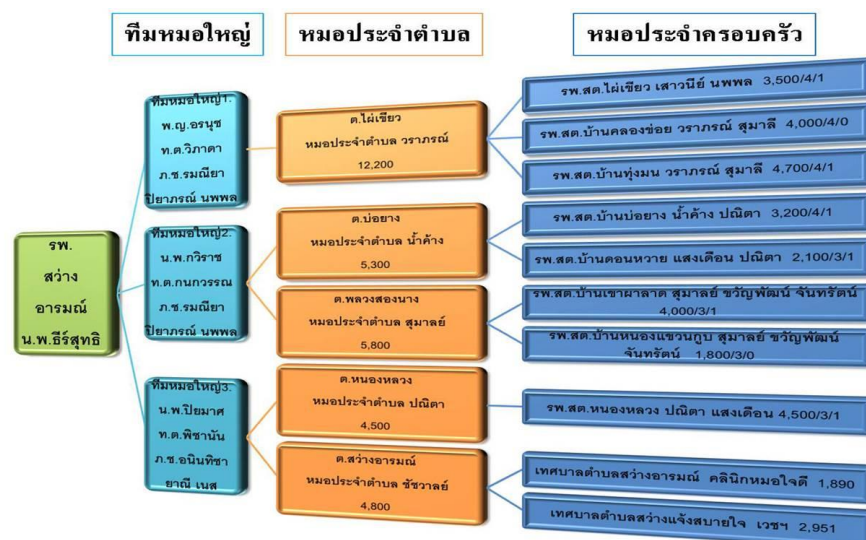 ทีมหมอใหญ่
หมอประจำตำบล
หมอประจำครอบครัว
รพ.
สว่าง
อารมณ์
น.พ.ธีร์สุทธิ
ทีมหมอใหญ่1.
พ.ญ.อรนุช
ท.ต.วิภาดา
ภ.ช.รมณียา
ปิยาภรณ์ นพพล
ทีมหมอใหญ่2.
น.พ.กวิราช
ท.ต.กนกวรรณ
ภ.ช.รมณียา
ปิยาภรณ์ นพพล
ทีมหมอใหญ่3.
น.พ.ปิยมาศ
ท.ต.พิชานัน
ภ.ช.อนินทิชา
ยาณี เนส
ต.ไผ่เขียว
หมอประจำตำบล วราภรณ์
12,200
ต.บ่อยาง
หมอประจำตำบล น้ำค้าง
5,300
ต.พลวงสองนาง
หมอประจำตำบล สุมาลย์
5,800
ต.หนองหลวง
หมอประจำตำบล ปณิตา
4,500
ต.สว่างอารมณ์
หมอประจำตำบล ชัชวาลย์
4,800
รพ.สต.ไผ่เขียว เสาวนีย์ นพพล 3,500/4/1
รพ.สต.บ้านคลองข่อย วราภรณ์ สุมาลี 4,000/4/0
รพ.สต.บ้านทุ่งมน วราภรณ์ สุมาลี 4,700/4/1
รพ.สต.บ้านบ่อยาง น้ำค้าง ปณิตา 3,200/4/1
รพ.สต.บ้านดอนหวาย แสงเดือน ปณิตา 2,100/3/1
รพ.สต.บ้านเขาผาลาด สุมาลย์ ขวัญพัฒน์ จันทรัตน์
4,000/3/1
รพ.สต.บ้านหนองแขวนกูบ สุมาลย์ ขวัญพัฒน์
จันทรัตน์ 1,800/3/0
รพ.สต.หนองหลวง ปณิตา แสงเดือน 4,500/3/1
เทศบาลตำบลสว่างอารมณ์ คลินิกหมอใจดี 1,890
เทศบาลตำบลสว่างแจ้งสบายใจ เวชฯ 2,951